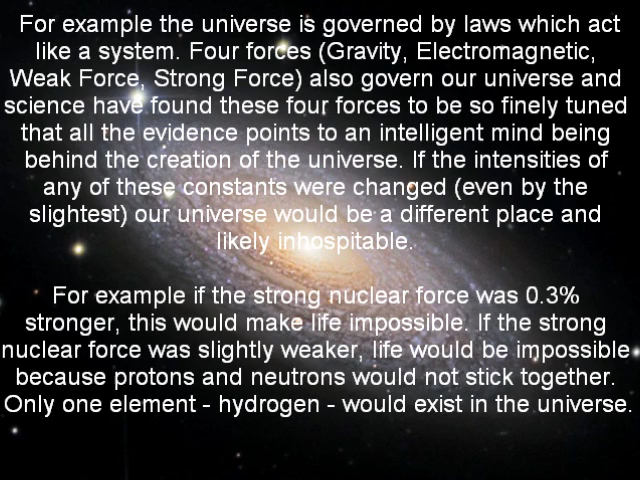 For example the universe is governed by laws which act
like a system. Four forces (Gravity, Electromagnetic,
Weak Force, Strong Force) also govern our universe and
science have found these four forces to be so finely tuned
that all the evidence points to an intelligent mind being
behind the creation of the universe. If the intensities of
any of these constants were changed (even by the
slightest) our universe would be a different place and
likely inhospitable.
For example if the strong nuclear force was 0.3%
stronger, this would make life impossible. If the strong
nuclear force was slightly weaker, life would be impossible
because protons and neutrons would not stick together.
Only one element - hydrogen - would exist in the universe.